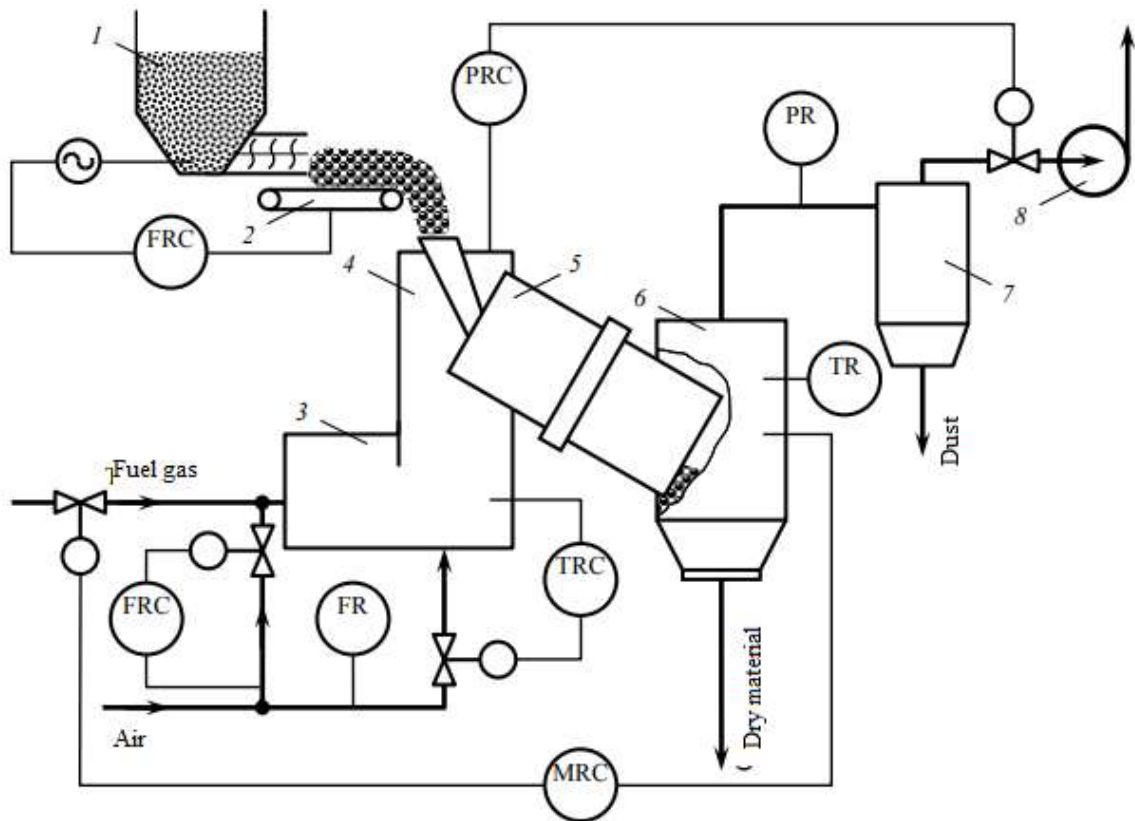 1
PRC
PR
2
FRC
8
4
5
6
7
TR
3
Fuel gas
Dust
FRC
FR
TRC
Dry material
Air
MRC